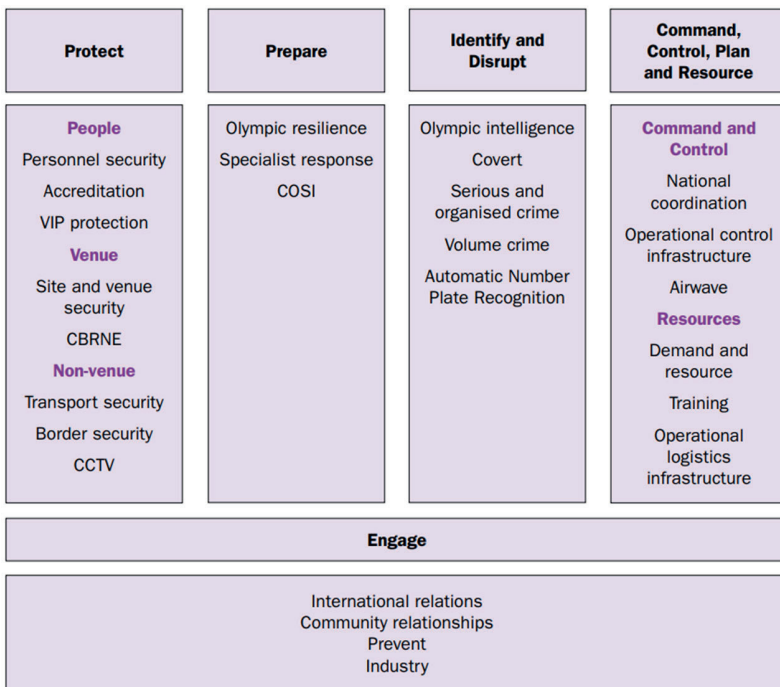 Protect
People
Personnel security
Accreditation
VIP protection
Venue
Site and venue
security
CBRNE
Non-venue
Transport security
Border security
CCTV
Prepare
Olympic resilience
Specialist response
COSI
Identify and
Disrupt
Olympic intelligence
Covert
Serious and
organised crime
Volume crime
Automatic Number
Plate Recognition
Command,
Control, Plan
and Resource
Command and
Control
National
coordination
Operational control
infrastructure
Airwave
Resources
Demand and
resource
Training
Operational
logistics
infrastructure
Engage
International relations
Community relationships
Prevent
Industry